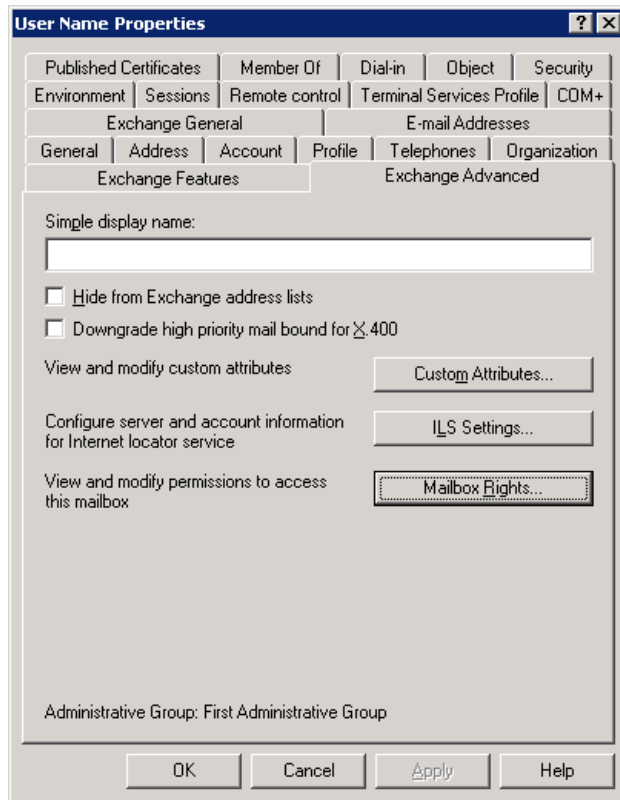 User Name Properties
Published Certificates Member Of Dial-in Object Security
Environment Sessions Remote control Terminal Services Profile COM+
Exchange General E-mail Addresses
General Address Account Profile Telephones Organization
Exchange Features Exchange Advanced
Simple display name:
Hide from Exchange address lists
Downgrade high priority mail bound for X.400
View and modify custom attributes
Custom Attributes...
Configure server and account information
for Internet locator service
ILS Settings...
View and modify permissions to access
this mailbox
Mailbox Rights...
Administrative Group: First Administrative Group
OK Cancel Apply Help